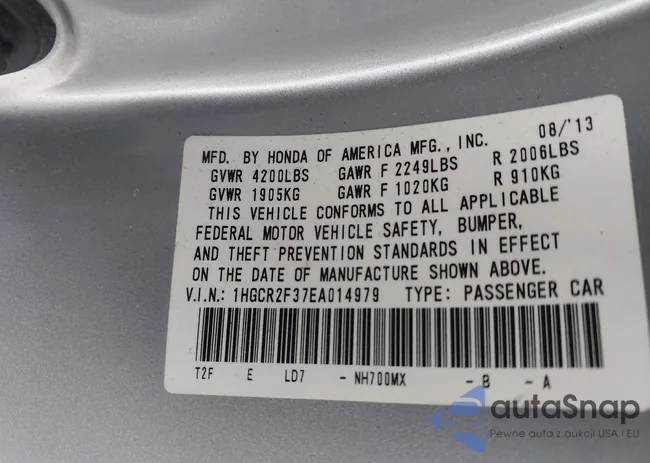 MFD. BY HONDA OF AMERICA MFG., INC. 08/'13
GVWR 4200LBS GAWR F 2249LBS R 2006LBS
GVWR 1905KG GAWR F 1020KG R 910KG
THIS VEHICLE CONFORMS TO ALL APPLICABLE
FEDERAL MOTOR VEHICLE SAFETY, BUMPER,
AND THEFT PREVENTION STANDARDS IN EFFECT
ON THE DATE OF MANUFACTURE SHOWN ABOVE.
V.I.N.: 1HGCR2F37EA014979 TYPE: PASSENGER CAR
T2F E LD7 - NH700MX - B - A
autaSnap
Pewne auta z aukcji USA i EU